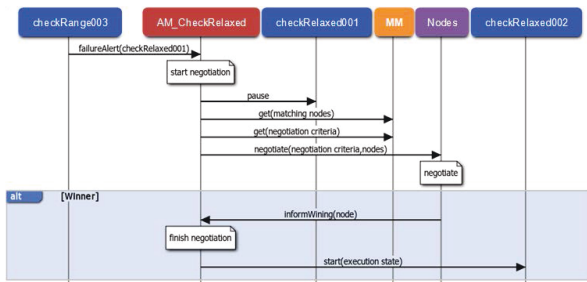 checkRange003 AM_CheckRelaxed checkRelaxed001 MM Nodes checkRelaxed002
failureAlert(checkRelaxed001)
start negotiation
pause
get(matching nodes)
get(negotiation criteria)
negotiate(negotiation criteria,nodes)
negotiate
alt [Winner]
informWining(node)
finish negotiation
start(execution state)